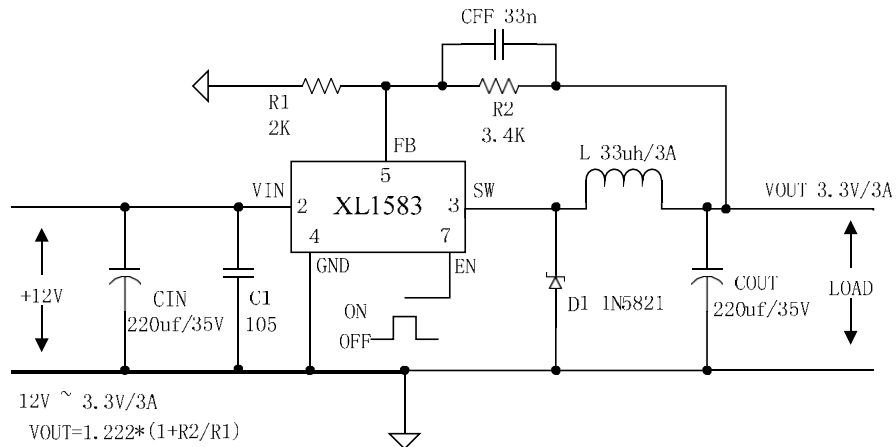 CFF 33n
R1
2K
R2
3.4K
FB
5
L 33uh/3A
VIN
SW
VOUT 3.3V/3A
2
XL1583
3
4
7
GND
EN
+12V
CIN
220uf/35V
C1
105
ON
OFF
D1 1N5821
COUT
220uf/35V
LOAD
12V ~ 3.3V/3A
VOUT=1.222*(1+R2/R1)